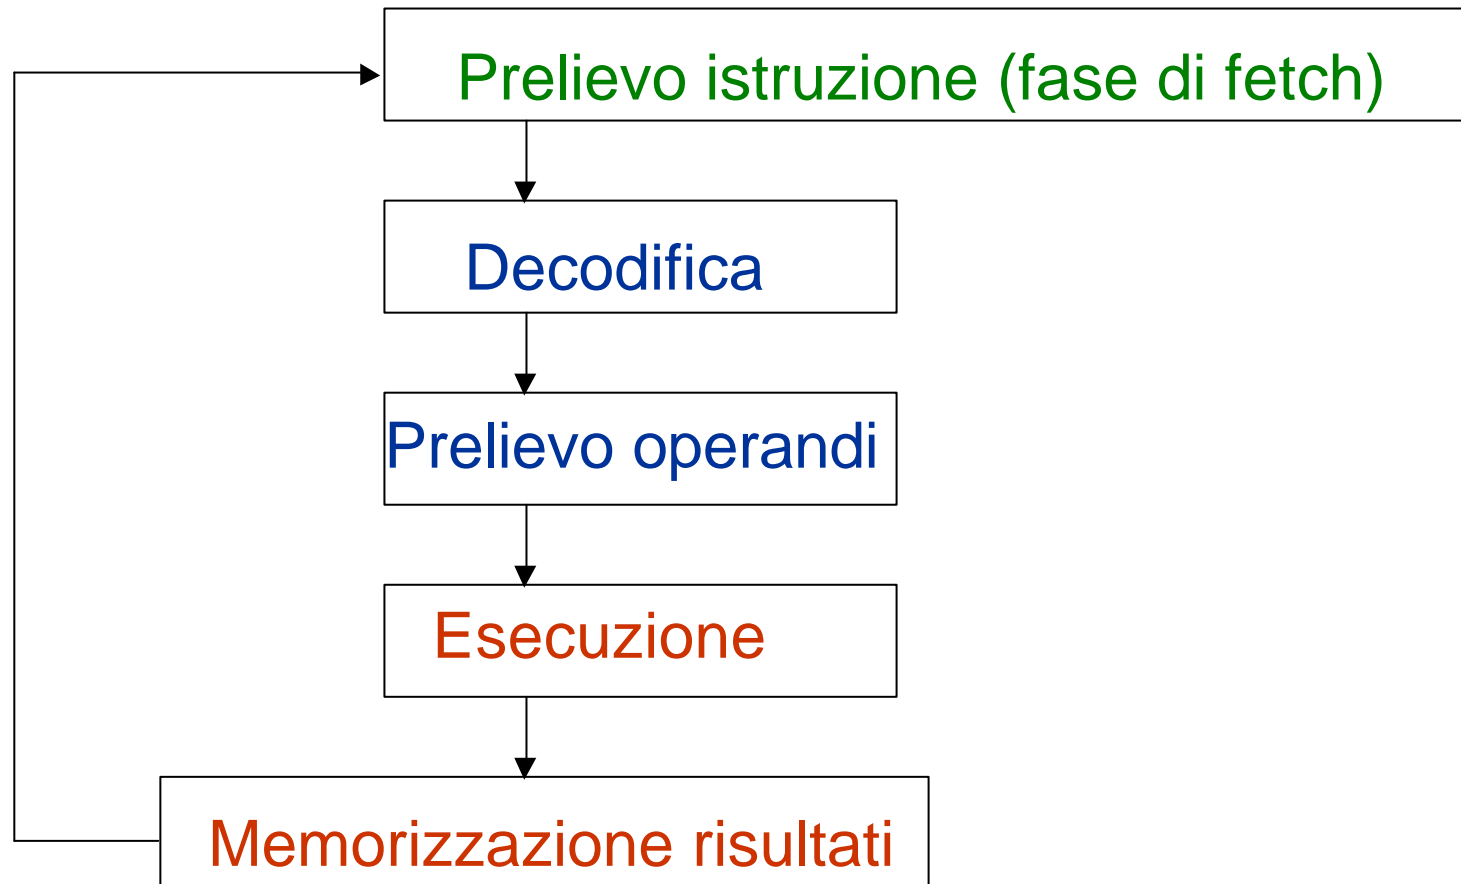 Prelievo istruzione (fase di fetch)
Decodifica
Prelievo operandi
Esecuzione
Memorizzazione risultati